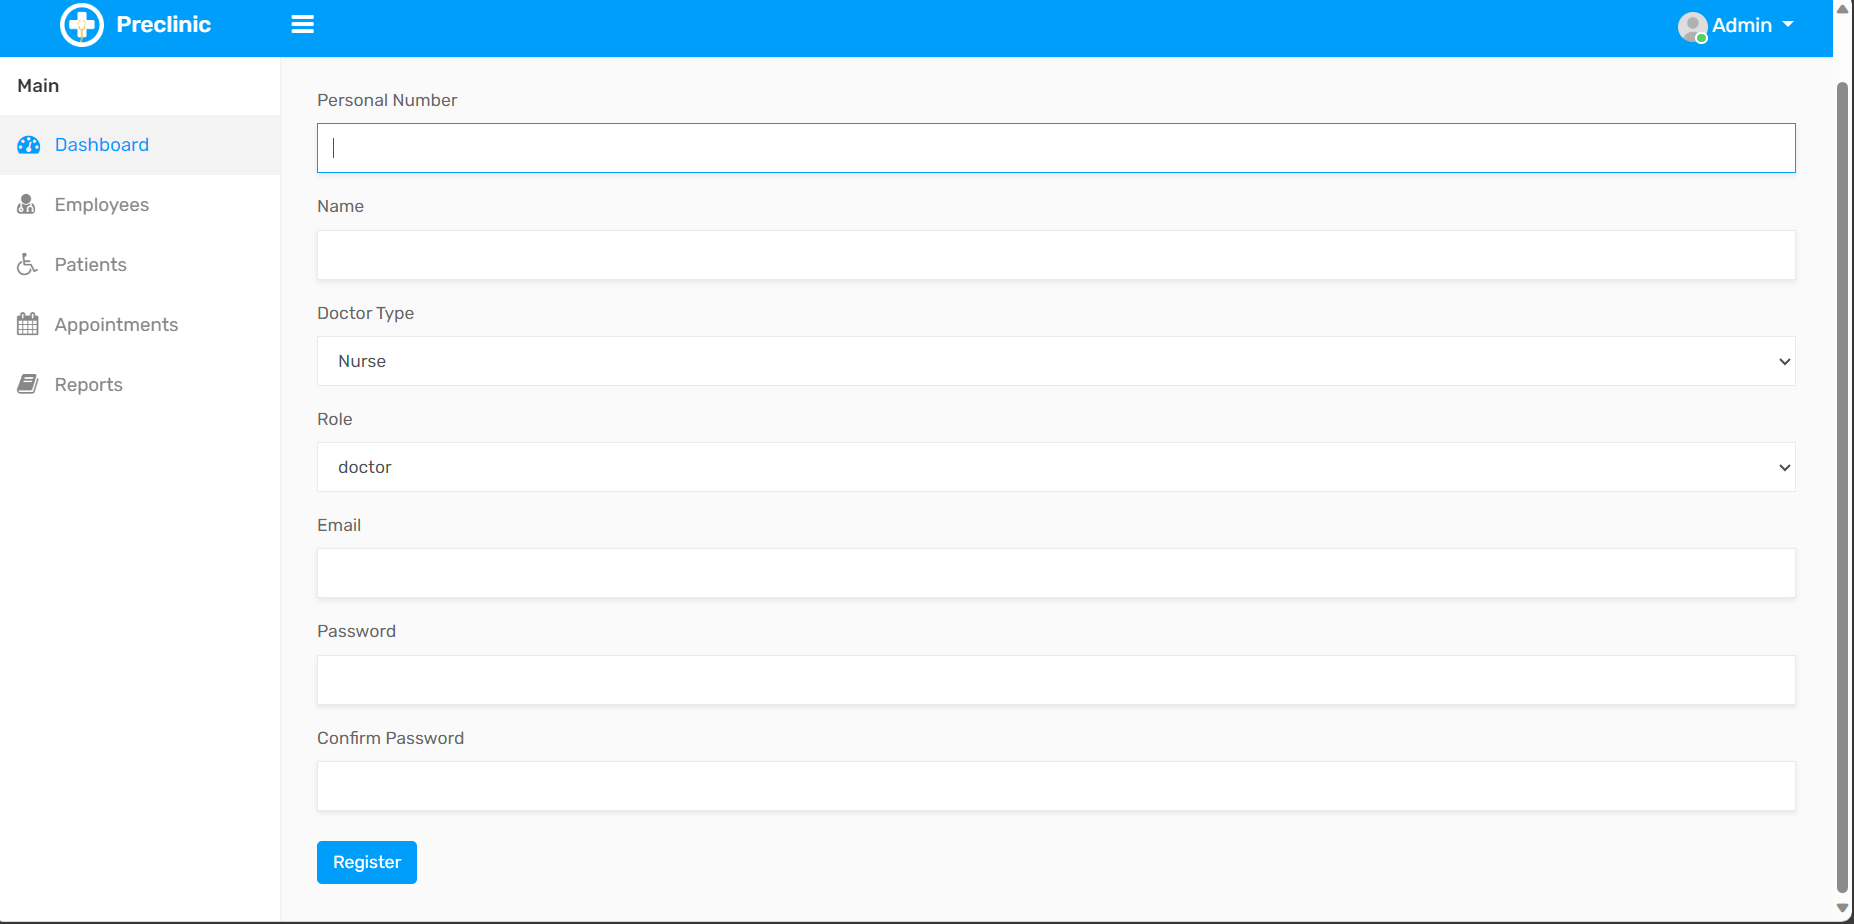 Preclinic
Admin
Main
Dashboard
Employees
Patients
Appointments
Reports
Personal Number
Name
Doctor Type
Nurse
Role
doctor
Email
Password
Confirm Password
Register